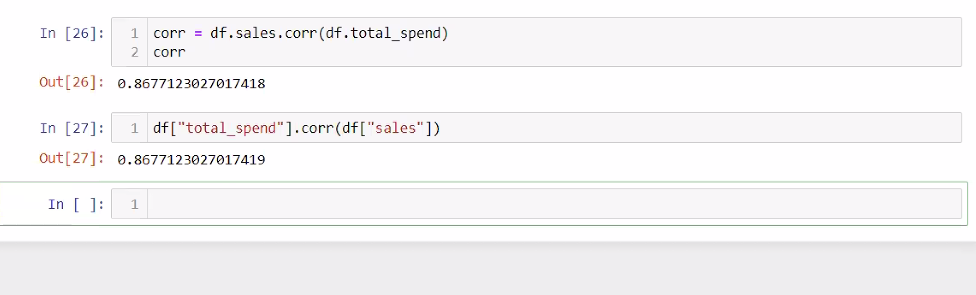 In [26]: 1 corr = df.sales.corr(df.total_spend)
2 corr
Out[26]: 0.8677123027017418
In [27]: 1 df["total_spend"].corr(df["sales"])
Out[27]: 0.8677123027017419
In [ ]: 1